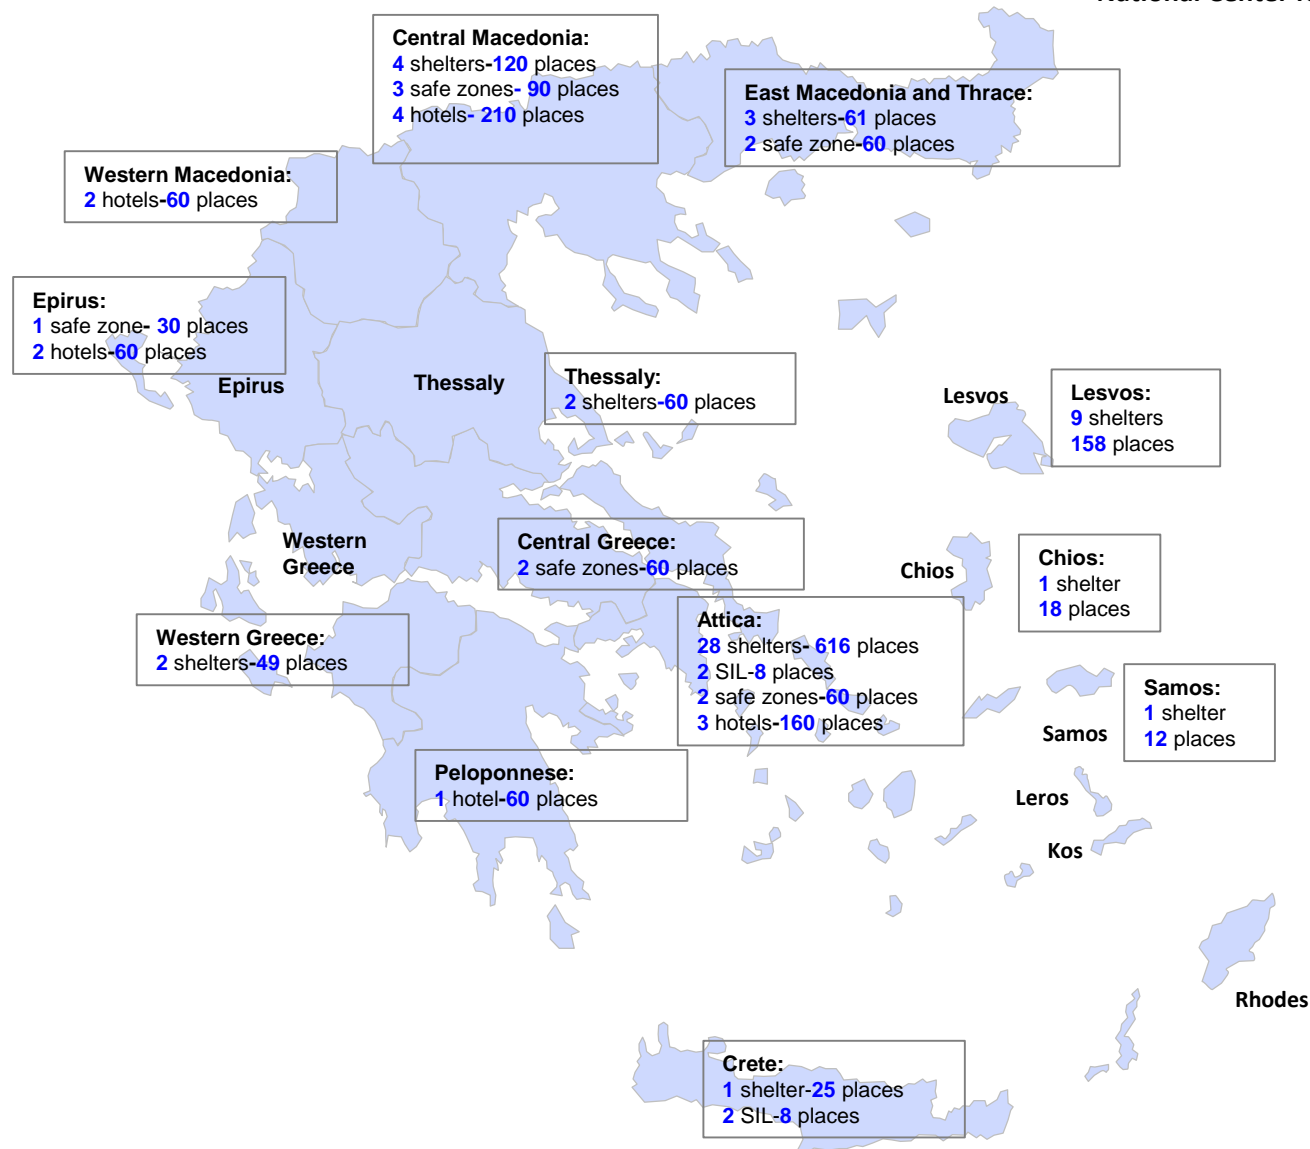 National Center
Central Macedonia:
4 shelters-120 places
3 safe zones- 90 places
4 hotels- 210 places
East Macedonia and Thrace:
3 shelters-61 places
2 safe zone-60 places
Western Macedonia:
2 hotels-60 places
Epirus:
1 safe zone- 30 places
2 hotels-60 places
Epirus
Thessaly
Thessaly:
2 shelters-60 places
Lesvos
Lesvos:
9 shelters
158 places
Western
Greece
Central Greece:
2 safe zones-60 places
Chios
Chios:
1 shelter
18 places
Western Greece:
2 shelters-49 places
Attica:
28 shelters- 616 places
2 SIL-8 places
2 safe zones-60 places
3 hotels-160 places
Samos
Samos:
1 shelter
12 places
Peloponnese:
1 hotel-60 places
Leros
Kos
Rhodes
Crete:
1 shelter-25 places
2 SIL-8 places